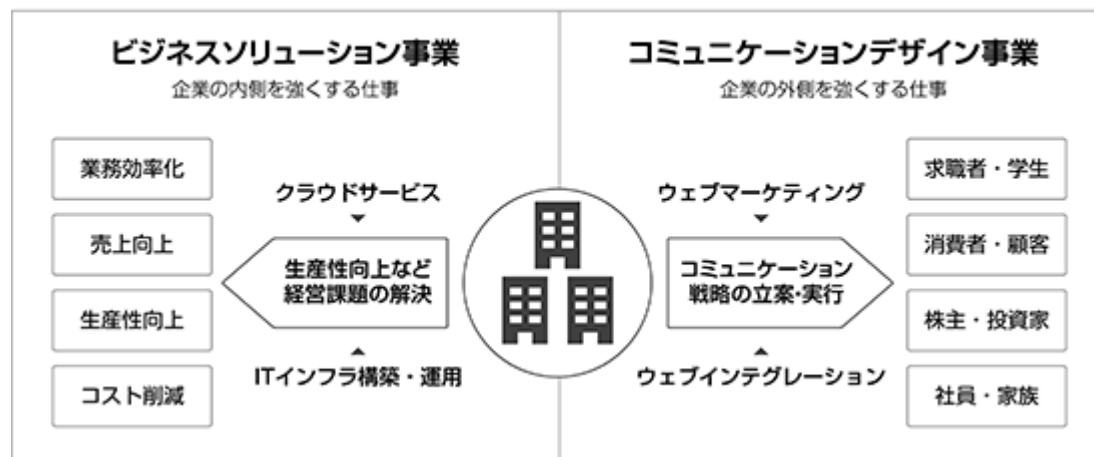 ビジネスソリューション事業
企業の内側を強くする仕事
業務効率化
売上向上
生産性向上
コスト削減
クラウドサービス
生産性向上など
経営課題の解決
ITインフラ構築・運用
コミュニケーションデザイン事業
企業の外側を強くする仕事
ウェブマーケティング
コミュニケーション
戦略の立案・実行
ウェブインテグレーション
求職者・学生
消費者・顧客
株主・投資家
社員・家族